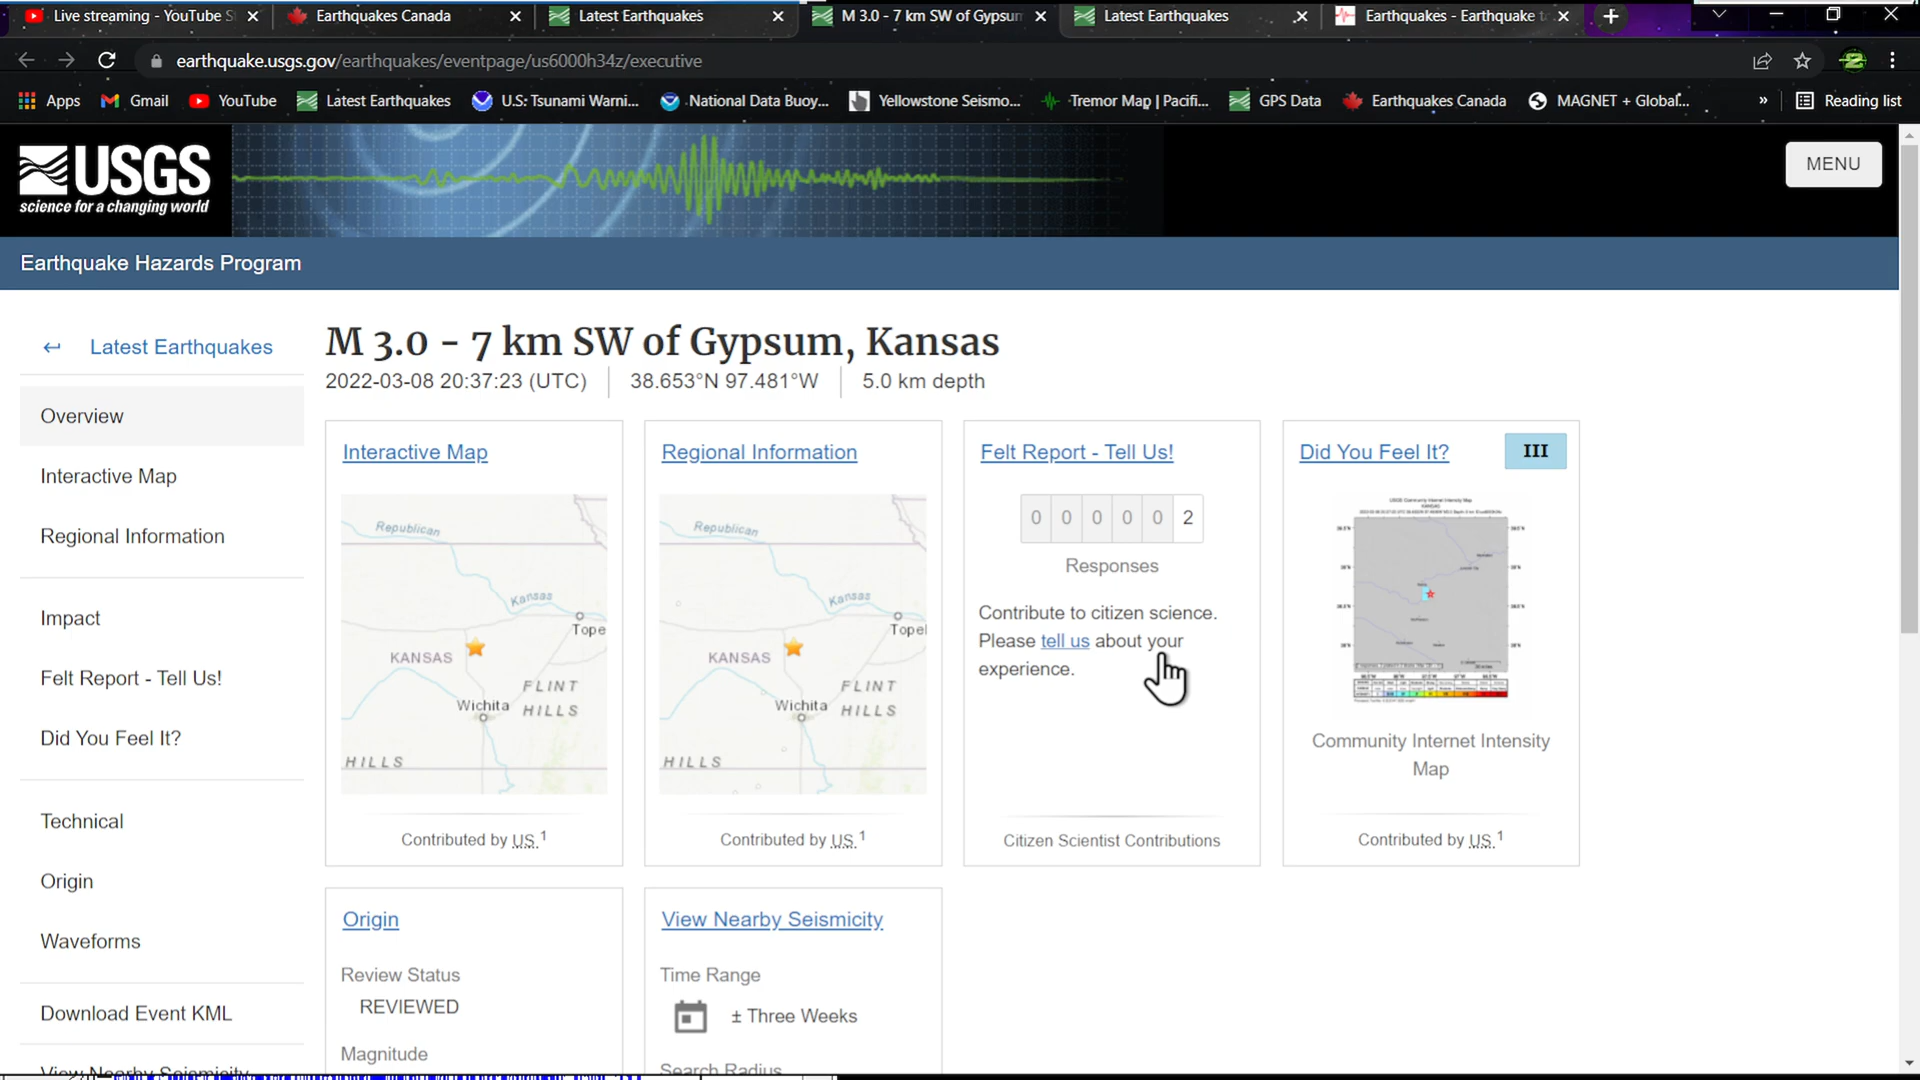 Live streaming - YouTube S
Earthquakes Canada
Latest Earthquakes
M 3.0 - 7 km SW of Gypsum
Latest Earthquakes
Earthquakes - Earthquake t
earthquake.usgs.gov/earthquakes/eventpage/us6000h34z/executive
Apps
Gmail
YouTube
Latest Earthquakes
U.S. Tsunami Warni...
National Data Buoy...
Yellowstone Seismo...
Tremor Map | Pacifi...
GPS Data
Earthquakes Canada
MAGNET + Global...
»
Reading list
USGS
science for a changing world
MENU
Earthquake Hazards Program
Latest Earthquakes
Overview
Interactive Map
Regional Information
Impact
Felt Report - Tell Us!
Did You Feel It?
Technical
Origin
Waveforms
Download Event KML
View Nearby Seismicity
M 3.0 - 7 km SW of Gypsum, Kansas
2022-03-08 20:37:23 (UTC)
38.653°N 97.481°W
5.0 km depth
Interactive Map
Republican
Kansas
Tope
KANSAS
FLINT
HILLS
Wichita
HILLS
Contributed by US 1
Regional Information
Republican
Kansas
Topel
KANSAS
FLINT
HILLS
Wichita
HILLS
Contributed by US 1
Felt Report - Tell Us!
0 0 0 0 0 2
Responses
Contribute to citizen science.
Please tell us about your
experience.
Citizen Scientist Contributions
Did You Feel It?
III
Community Internet Intensity
Map
Contributed by US 1
Origin
Review Status
REVIEWED
Magnitude
View Nearby Seismicity
Time Range
± Three Weeks
Search Radius